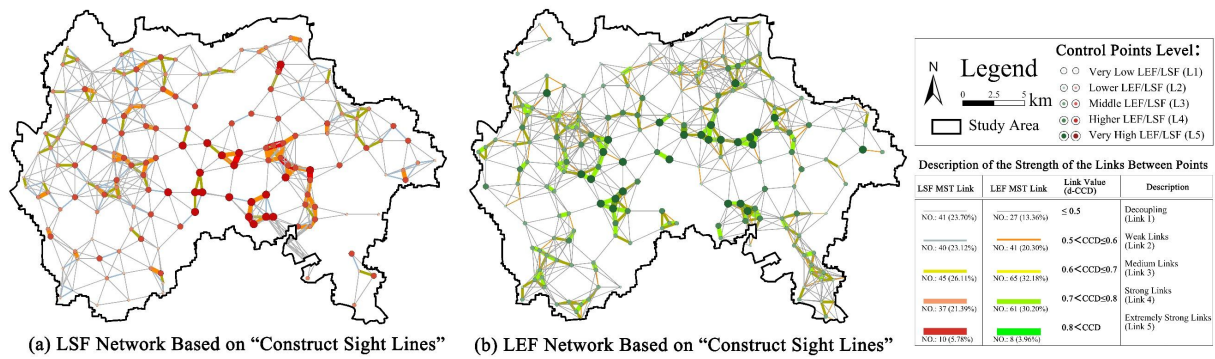 (a) LSF Network Based on “Construct Sight Lines”
(b) LEF Network Based on “Construct Sight Lines”
N
Legend
0 2.5 5 km
Study Area
Control Points Level:
Very Low LEF/LSF (L1)
Lower LEF/LSF (L2)
Middle LEF/LSF (L3)
Higher LEF/LSF (L4)
Very High LEF/LSF (L5)
Description of the Strength of the Links Between Points
LSF MST Link LEF MST Link Link Value (d-CCD) Description
NO.: 41 (23.70%) NO.: 27 (13.36%) ≤ 0.5 Decoupling (Link 1)
NO.: 40 (23.12%) NO.: 41 (20.30%) 0.5<CCD≤0.6 Weak Links (Link 2)
NO.: 45 (26.11%) NO.: 65 (32.18%) 0.6<CCD≤0.7 Medium Links (Link 3)
NO.: 37 (21.39%) NO.: 61 (30.20%) 0.7<CCD≤0.8 Strong Links (Link 4)
NO.: 10 (5.78%) NO.: 8 (3.96%) 0.8<CCD Extremely Strong Links (Link 5)